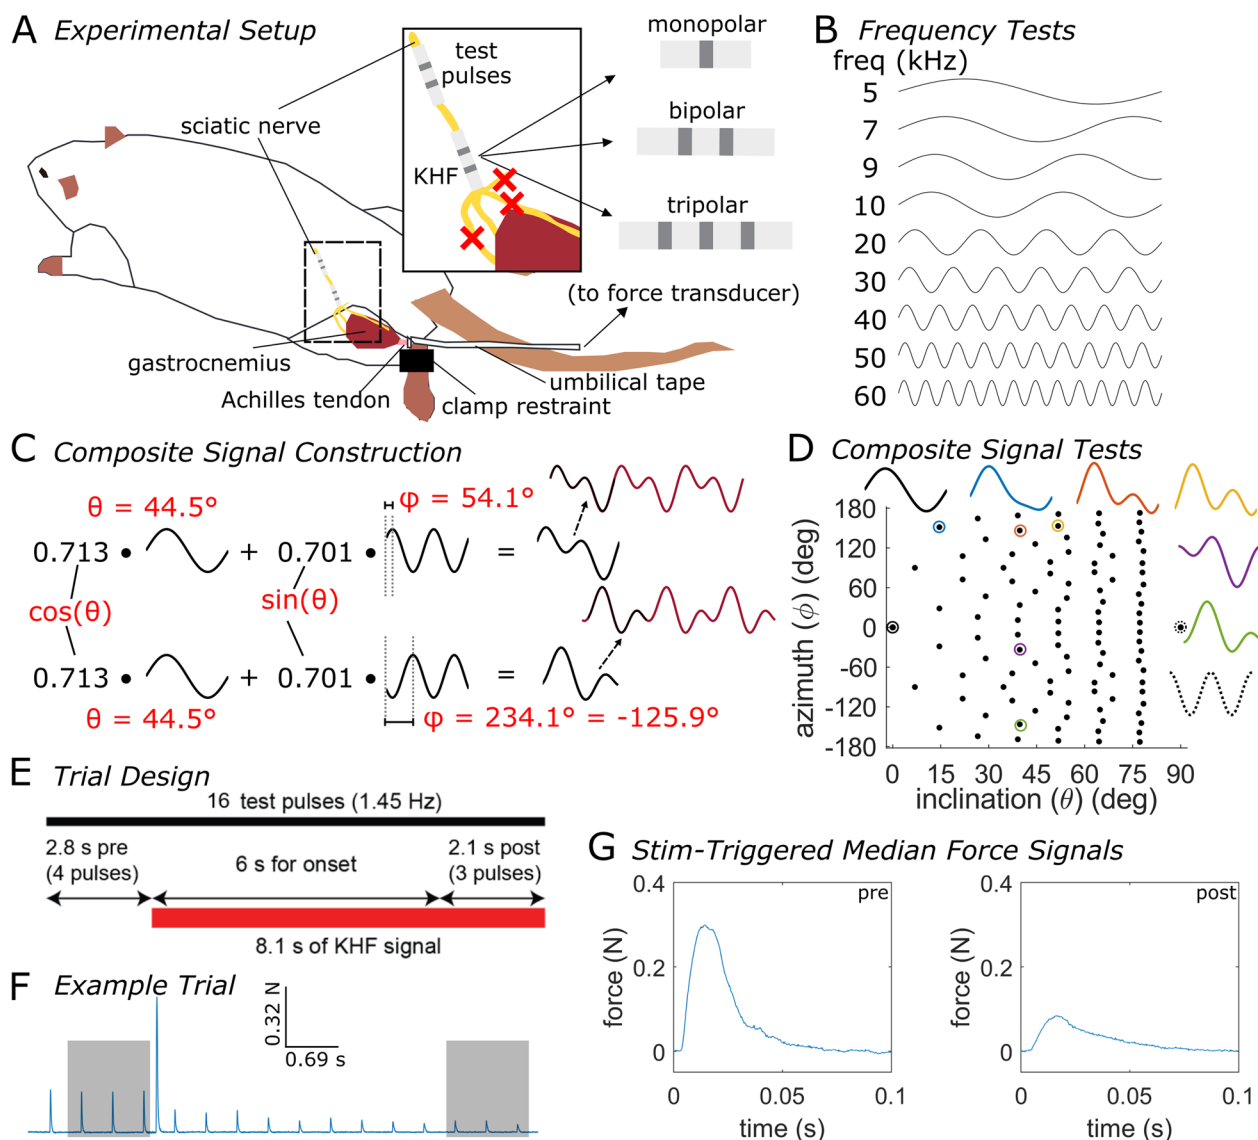 A Experimental Setup
test
pulses
sciatic nerve
KHF
monopolar
bipolar
tripolar
(to force transducer)
gastrocnemius
Achilles tendon
umbilical tape
clamp restraint
B Frequency Tests
freq (kHz)
5
7
9
10
20
30
40
50
60
C Composite Signal Construction
θ = 44.5°
φ = 54.1°
0.713 • + 0.701 • =
cos(θ)
sin(θ)
0.713 • + 0.701 • =
θ = 44.5°
φ = 234.1° = -125.9°
D Composite Signal Tests
azimuth (ϕ) (deg)
180
120
60
0
-60
-120
-180
0 15 30 45 60 75 90
inclination (θ) (deg)
E Trial Design
16 test pulses (1.45 Hz)
2.8 s pre
(4 pulses)
6 s for onset
2.1 s post
(3 pulses)
8.1 s of KHF signal
F Example Trial
0.32 N
0.69 s
G Stim-Triggered Median Force Signals
pre
force (N)
0.4
0.2
0
0 0.05 0.1
time (s)
post
force (N)
0.4
0.2
0
0 0.05 0.1
time (s)